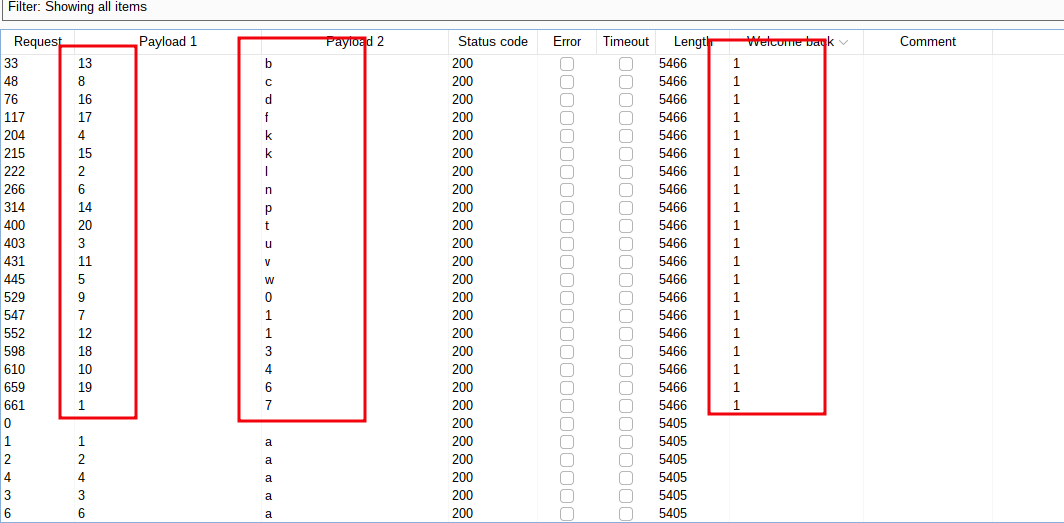 Filter: Showing all items
Request Payload 1 Payload 2 Status code Error Timeout Length Welcome back Comment
33 13 b 200 5466 1
48 8 c 200 5466 1
76 16 d 200 5466 1
117 17 f 200 5466 1
204 4 k 200 5466 1
215 15 k 200 5466 1
222 2 l 200 5466 1
266 6 n 200 5466 1
314 14 p 200 5466 1
400 20 t 200 5466 1
403 3 u 200 5466 1
431 11 v 200 5466 1
445 5 w 200 5466 1
529 9 0 200 5466 1
547 7 1 200 5466 1
552 12 1 200 5466 1
598 18 3 200 5466 1
610 10 4 200 5466 1
659 19 6 200 5466 1
661 1 7 200 5466 1
0 200 5405
1 1 a 200 5405
2 2 a 200 5405
4 4 a 200 5405
3 3 a 200 5405
6 6 a 200 5405